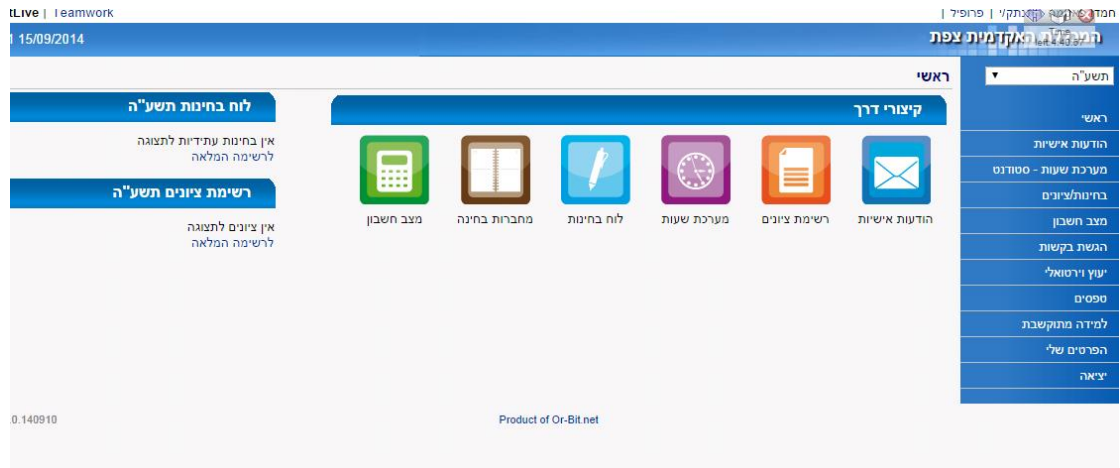 פרופיל |
tLive | Teamwork
המכללה האקדמית צפת
15/09/2014
תשע"ה
ראשי
הודעות אישיות
מערכת שעות - סטודנט
בחינות/ציונים
מצב חשבון
הגשת בקשות
יעוץ וירטואלי
טפסים
למידה מתוקשבת
הפרטים שלי
יציאה
ראשי
קיצורי דרך
הודעות אישיות
רשימת ציונים
מערכת שעות
לוח בחינות
מחברות בחינה
מצב חשבון
לוח בחינות תשע"ה
אין בחינות עתידיות לתצוגה
לרשימה המלאה
רשימת ציונים תשע"ה
אין ציונים לתצוגה
לרשימה המלאה
Product of Or-Bit.net
.0.140910